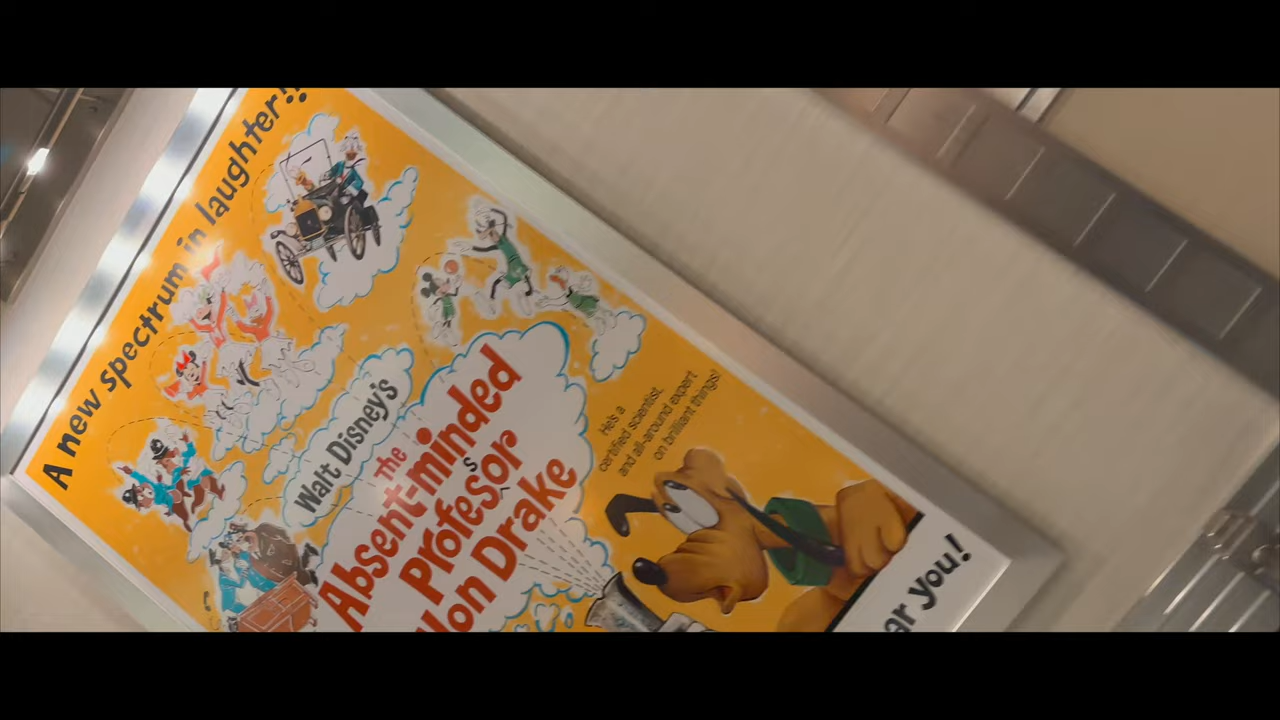 A new spectrum in laughter!!
Walt Disney's
The
Absent-minded
Profesor
s
on Drake
He's a
certified scientist,
and all-around expert
on brilliant things!
ar you!